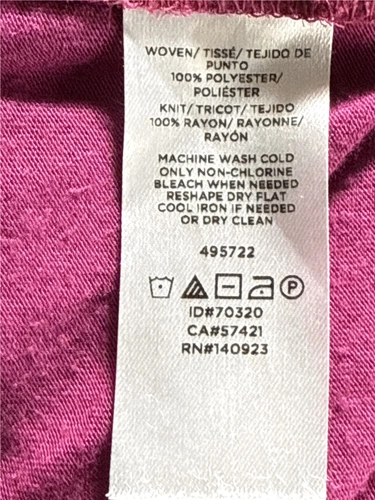 WOVEN/ TISSÉ/ TEJIDO DE
PUNTO
100% POLYESTER/
POLIÉSTER
KNIT/ TRICOT/ TEJIDO
100% RAYON/ RAYONNE/
RAYÓN
MACHINE WASH COLD
ONLY NON-CHLORINE
BLEACH WHEN NEEDED
RESHAPE DRY FLAT
COOL IRON IF NEEDED
OR DRY CLEAN
495722
P
ID#70320
CA#57421
RN#140923